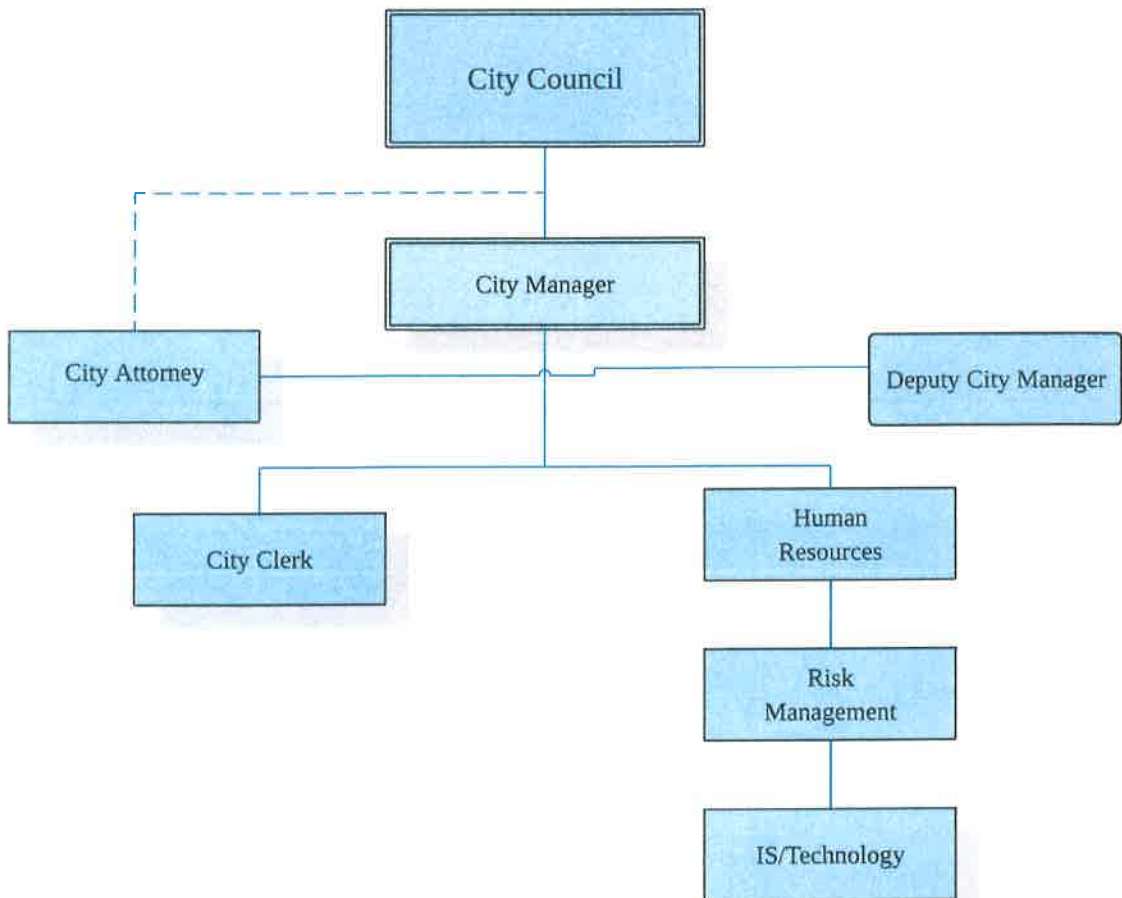 City Council
City Manager
City Attorney
Deputy City Manager
City Clerk
Human
Resources
Risk
Management
IS/Technology